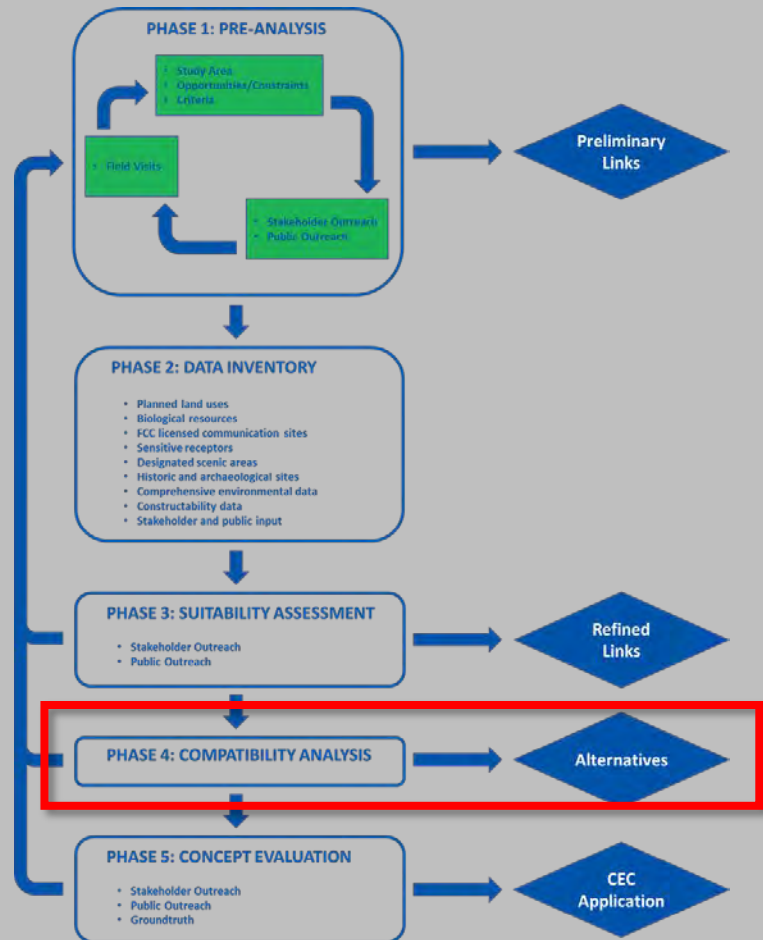 PHASE 1: PRE-ANALYSIS
• Study Area
• Opportunities/Constraints
• Criteria
• Field Visits
• Stakeholder Outreach
• Public Outreach
Preliminary
Links
PHASE 2: DATA INVENTORY
• Planned land uses
• Biological resources
• FCC licensed communication sites
• Sensitive receptors
• Designated scenic areas
• Historic and archaeological sites
• Comprehensive environmental data
• Constructability data
• Stakeholder and public input
PHASE 3: SUITABILITY ASSESSMENT
• Stakeholder Outreach
• Public Outreach
Refined
Links
PHASE 4: COMPATIBILITY ANALYSIS
Alternatives
PHASE 5: CONCEPT EVALUATION
• Stakeholder Outreach
• Public Outreach
• Groundtruth
CEC
Application